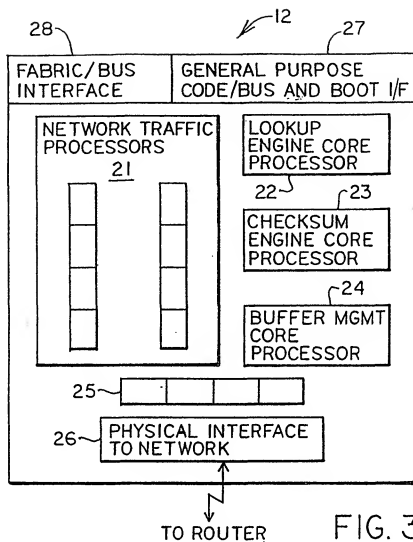 12
28
27
FABRIC/BUS
INTERFACE
GENERAL PURPOSE
CODE/BUS AND BOOT I/F
NETWORK TRAFFIC
PROCESSORS
21
LOOKUP
ENGINE CORE
PROCESSOR
22
23
CHECKSUM
ENGINE CORE
PROCESSOR
24
BUFFER MGMT
CORE
PROCESSOR
25
26
PHYSICAL INTERFACE
TO NETWORK
TO ROUTER
FIG. 3